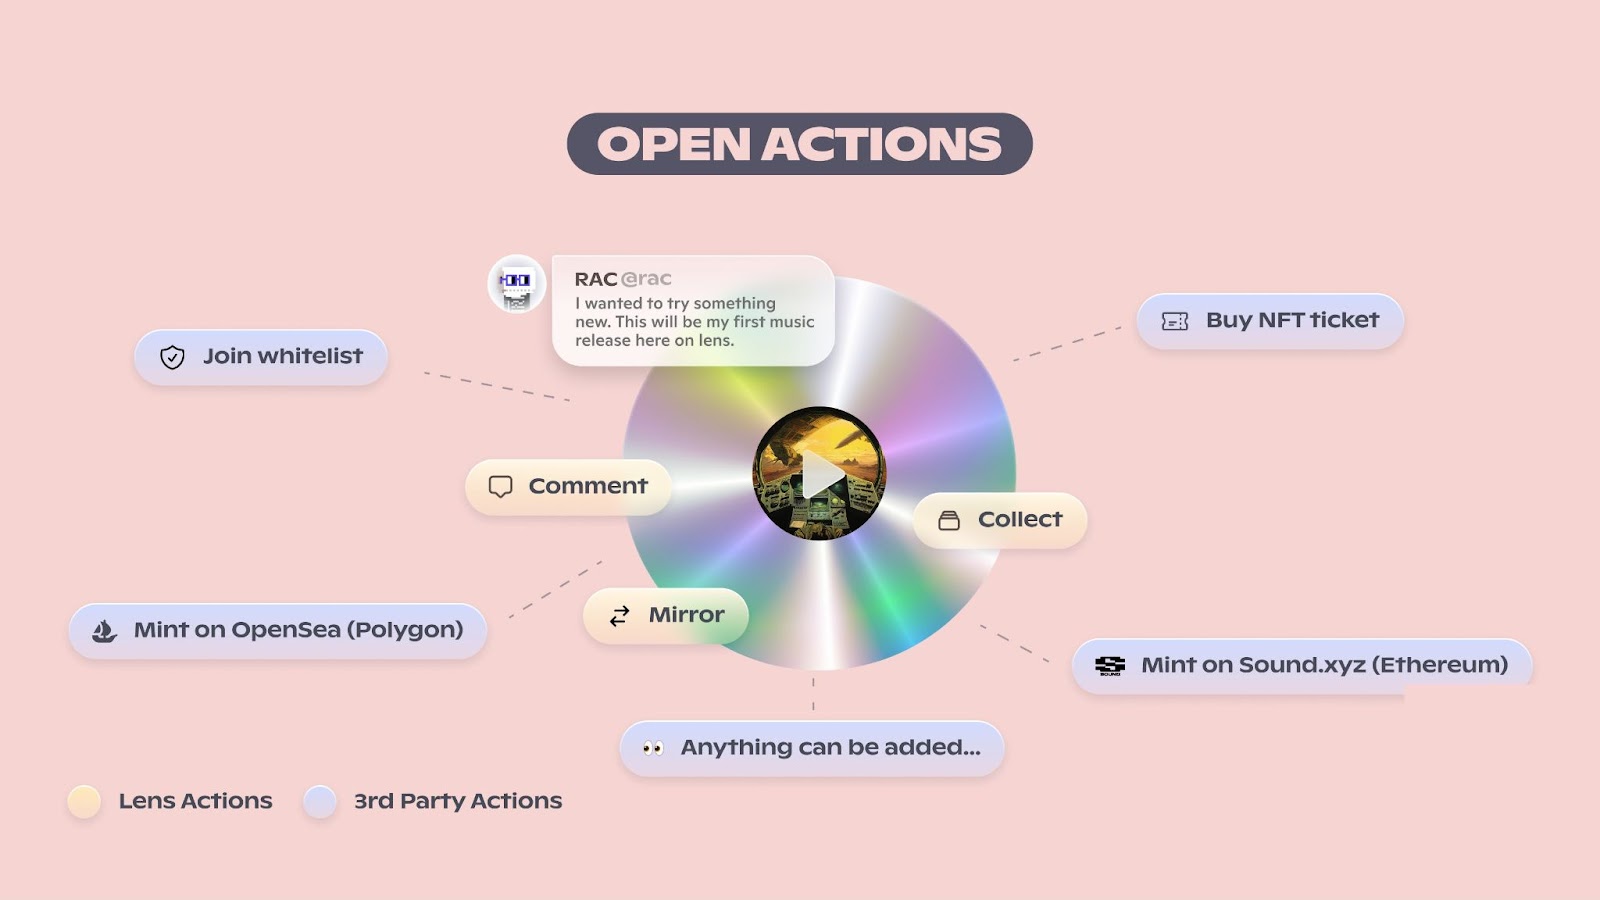 OPEN ACTIONS
RAC @rac
I wanted to try something
new. This will be my first music
release here on lens.
Buy NFT ticket
Join whitelist
Comment
Collect
Mirror
Mint on OpenSea (Polygon)
SOUND
Mint on Sound.xyz (Ethereum)
Anything can be added...
Lens Actions
3rd Party Actions